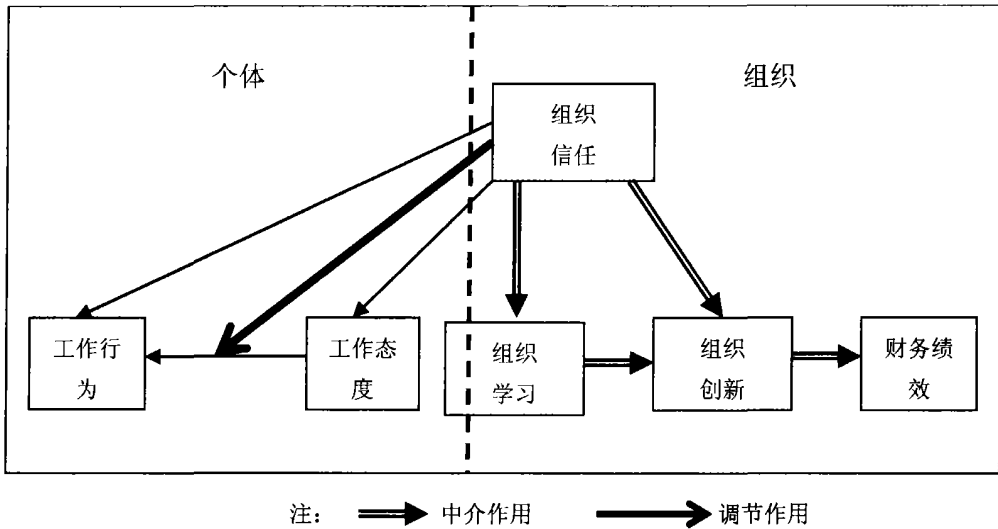 个体
组织
组织
信任
工作行
为
工作态
度
组织
学习
组织
创新
财务绩
效
注： 中介作用 调节作用